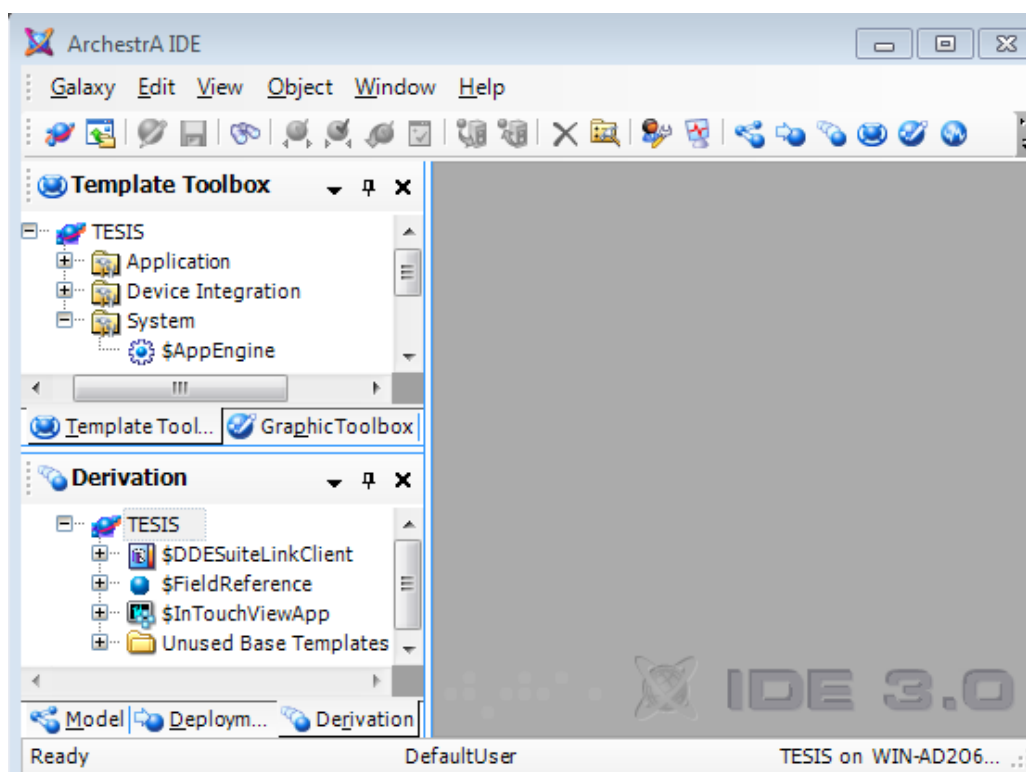 ArchestrA IDE
Galaxy Edit View Object Window Help
Template Toolbox
TESIS
Application
Device Integration
System
$AppEngine
Template Tool... GraphicToolbox
Derivation
TESIS
$DDESuiteLinkClient
$FieldReference
$InTouchViewApp
Unused Base Templates
IDE 3.0
Model Deploym... Derivation
Ready DefaultUser TESIS on WIN-AD2O6...